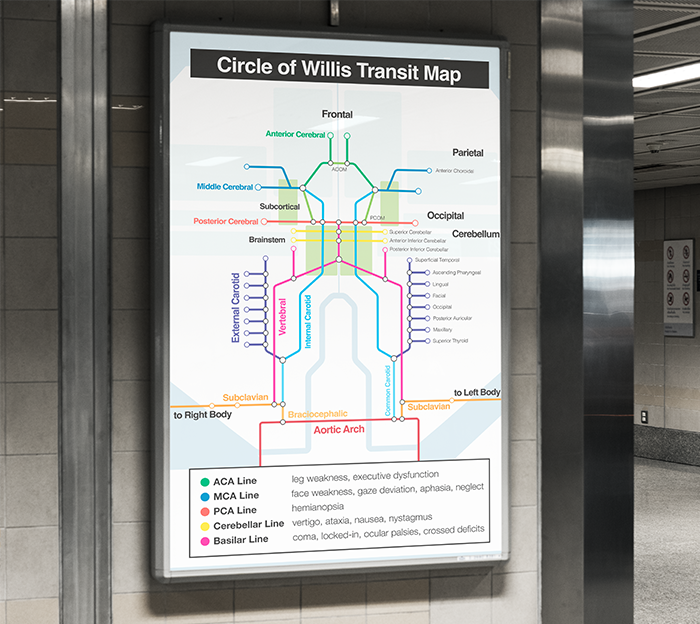 Circle of Willis Transit Map
Frontal
Anterior Cerebral
Parietal
ACOM
Anterior Choroidal
Middle Cerebral
Subcortical
Posterior Cerebral
PCOM
Occipital
Superior Cerebellar
Cerebellum
Brainstem
Anterior Inferior Cerebellar
Posterior Inferior Cerebellar
Superficial Temporal
Ascending Pharyngeal
Lingual
Facial
Occipital
Posterior Auricular
Maxillary
Superior Thyroid
External Carotid
Vertebral
Internal Carotid
Common Carotid
Subclavian
to Right Body
Braciocephalic
to Left Body
Subclavian
Aortic Arch
ACA Line leg weakness, executive dysfunction
MCA Line face weakness, gaze deviation, aphasia, neglect
PCA Line hemianopsia
Cerebellar Line vertigo, ataxia, nausea, nystagmus
Basilar Line coma, locked-in, ocular palsies, crossed deficits